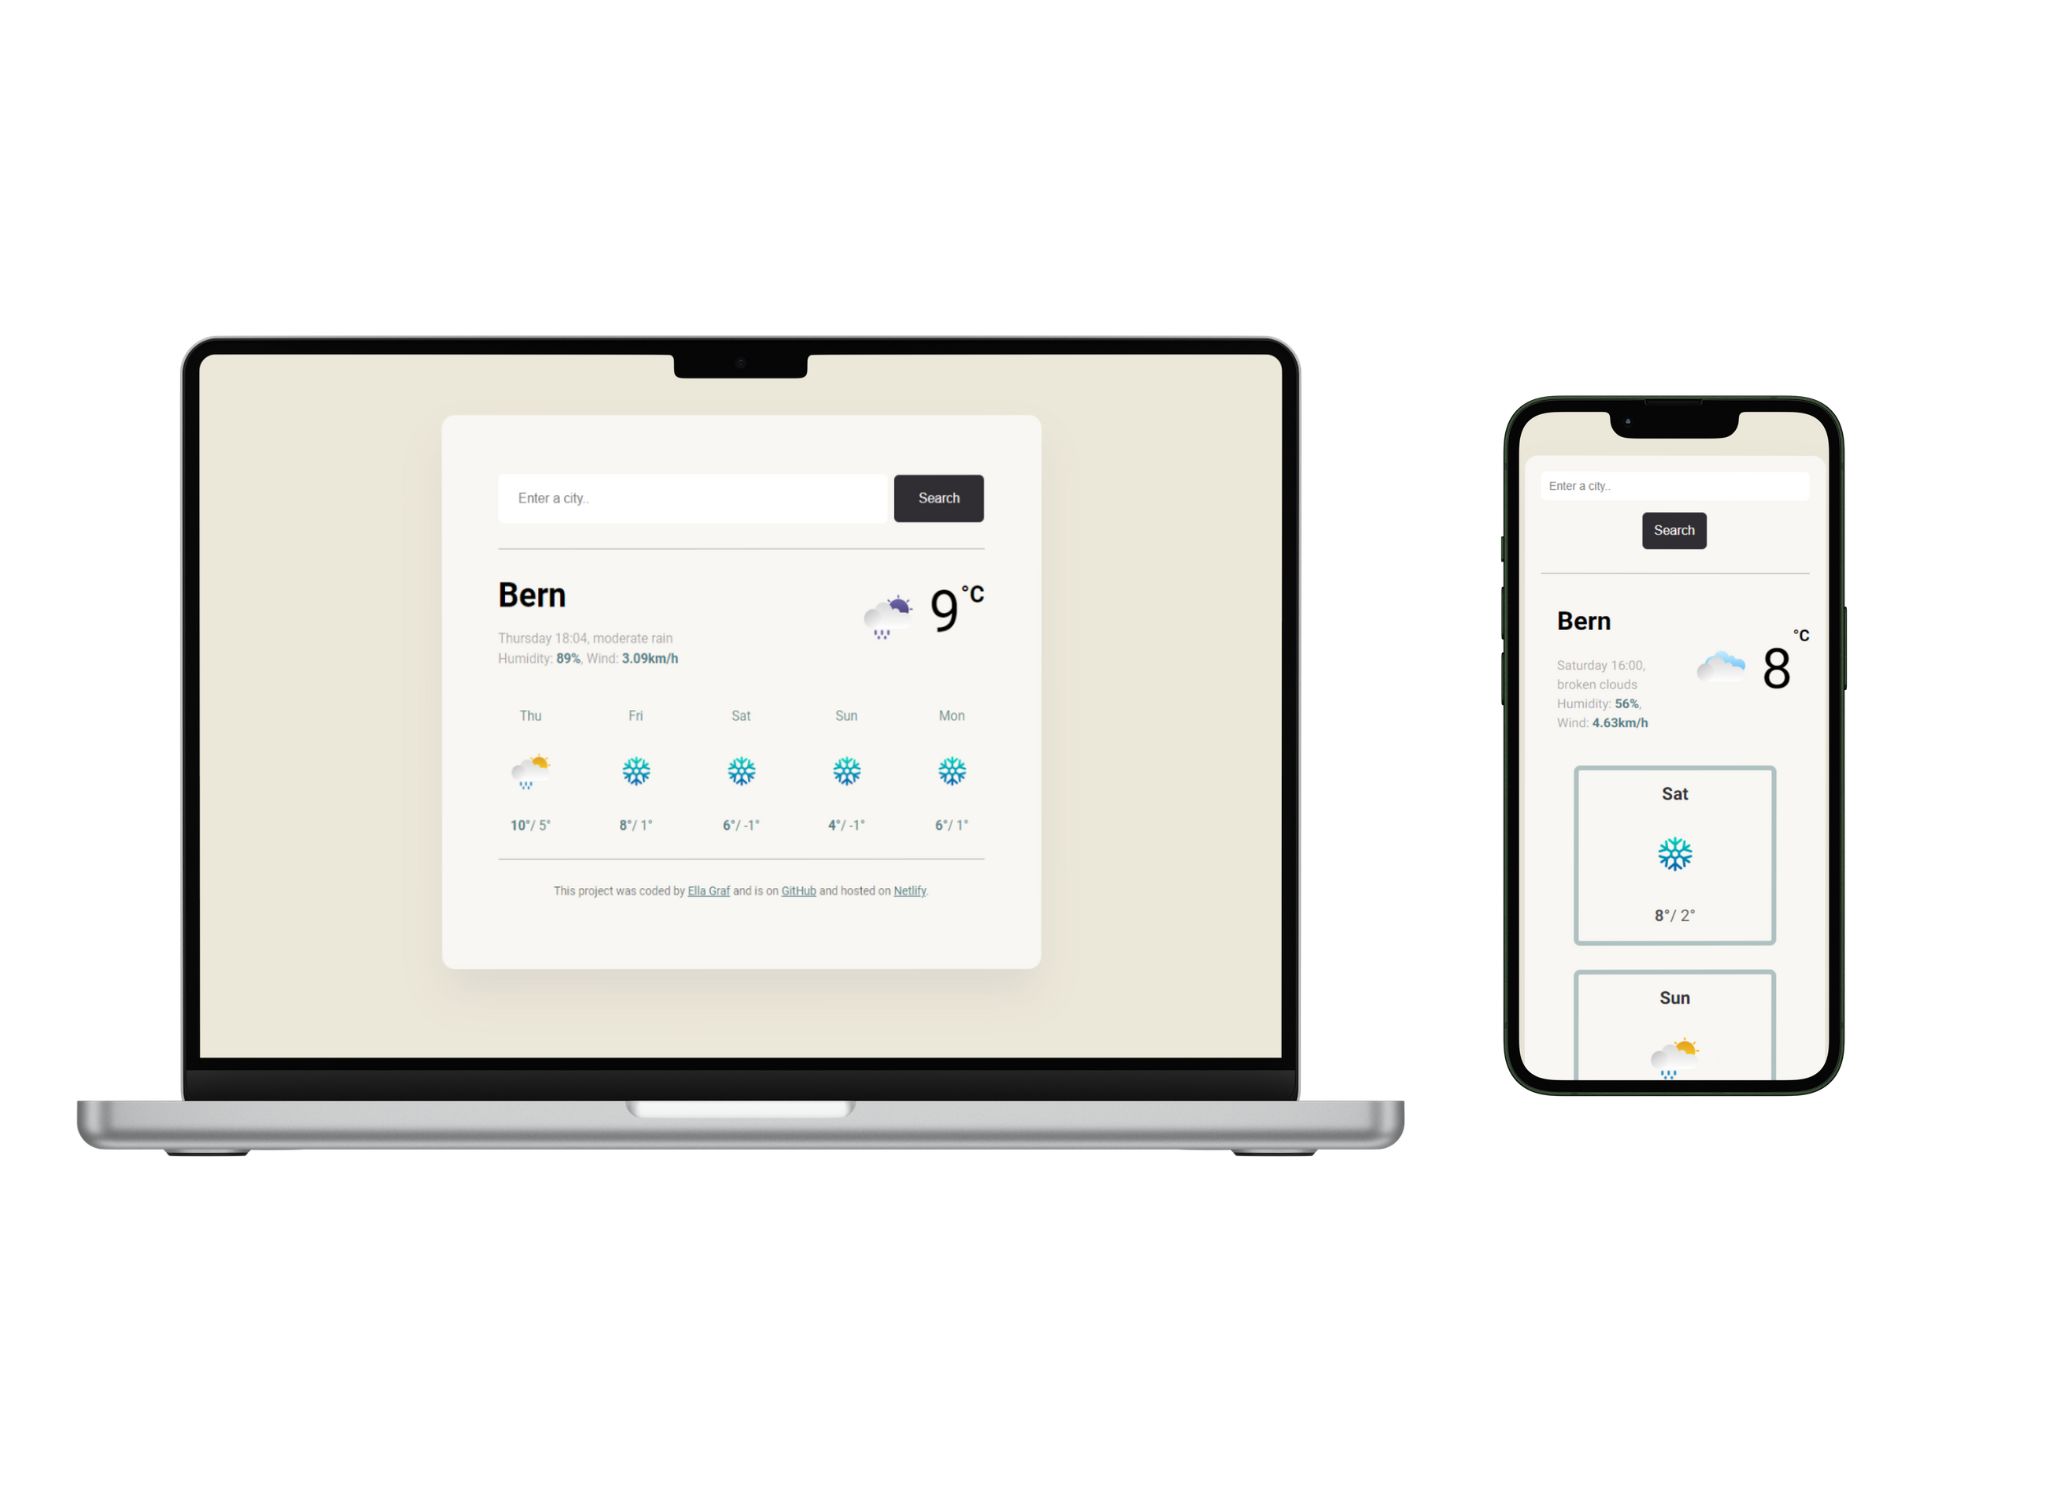 Enter a city..
Search
Bern
9°C
Thursday 18:04, moderate rain
Humidity: 89%, Wind: 3.09km/h
Thu Fri Sat Sun Mon
10°/ 5° 8°/ 1° 6°/ -1° 4°/ -1° 6°/ 1°
This project was coded by Ella Graf and is on GitHub and hosted on Netlify.
Enter a city..
Search
Bern
8°C
Saturday 16:00,
broken clouds
Humidity: 56%,
Wind: 4.63km/h
Sat
8°/ 2°
Sun